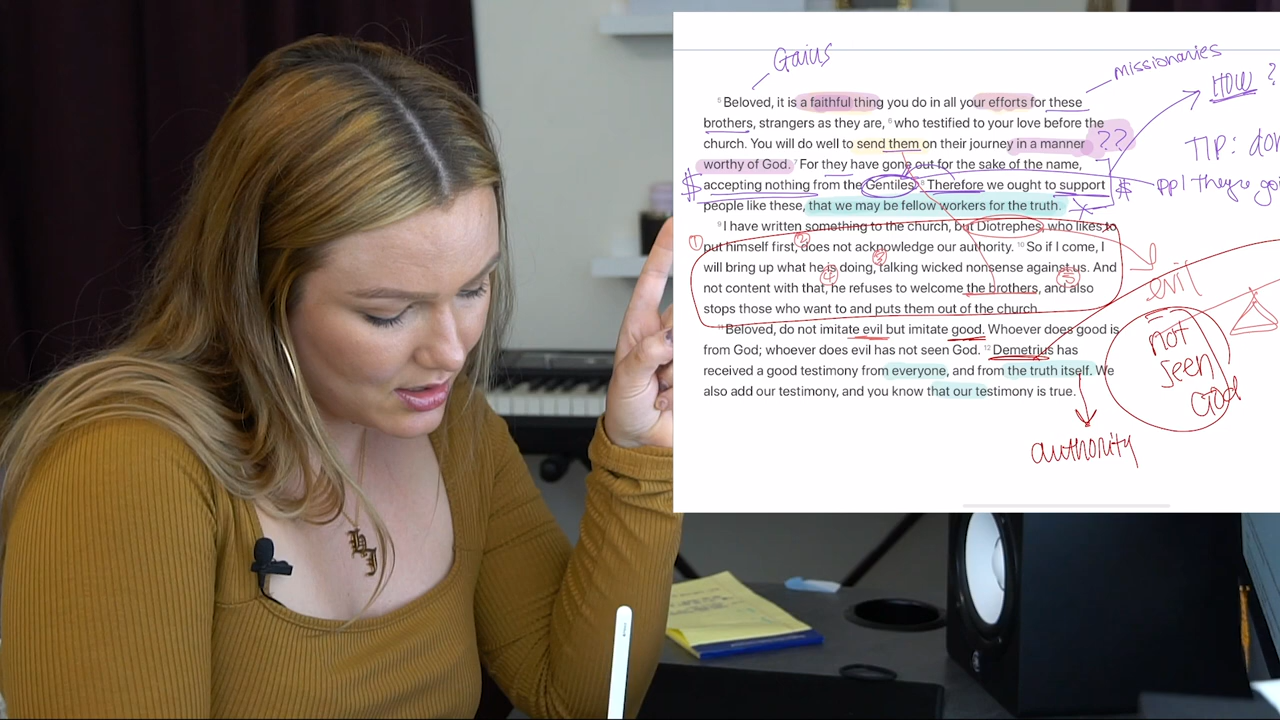 Gaius
missionaries
HOW ?
⁵ Beloved, it is a faithful thing you do in all your efforts for these
brothers, strangers as they are, ⁶ who testified to your love before the
church. You will do well to send them on their journey in a manner
??
TIP: don
worthy of God. ⁷ For they have gone out for the sake of the name,
$ accepting nothing from the Gentiles. ⁸ Therefore we ought to support $
ppl they're goi
people like these, that we may be fellow workers for the truth.
⁹ I have written something to the church, but Diotrephes, who likes to
① put himself first, ② does not acknowledge our authority. ¹⁰ So if I come, I
will bring up what he is doing, ③ talking wicked nonsense against us. And
not content with that, ④ he refuses to welcome the brothers, ⑤ and also
stops those who want to and puts them out of the church.
evil
¹¹ Beloved, do not imitate evil but imitate good. Whoever does good is
from God; whoever does evil has not seen God. ¹² Demetrius has
received a good testimony from everyone, and from the truth itself. We
also add our testimony, and you know that our testimony is true.
not
seen
God
authority